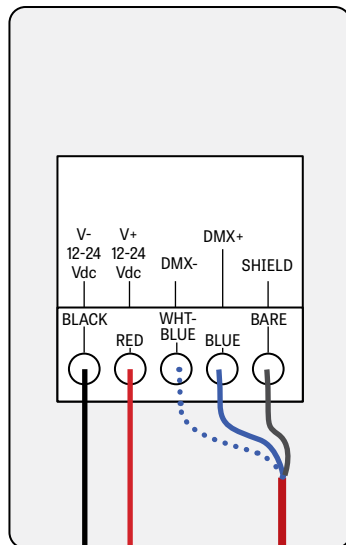 V-
12-24
Vdc
V+
12-24
Vdc
DMX-
DMX+
SHIELD
BLACK
RED
WHT-
BLUE
BLUE
BARE